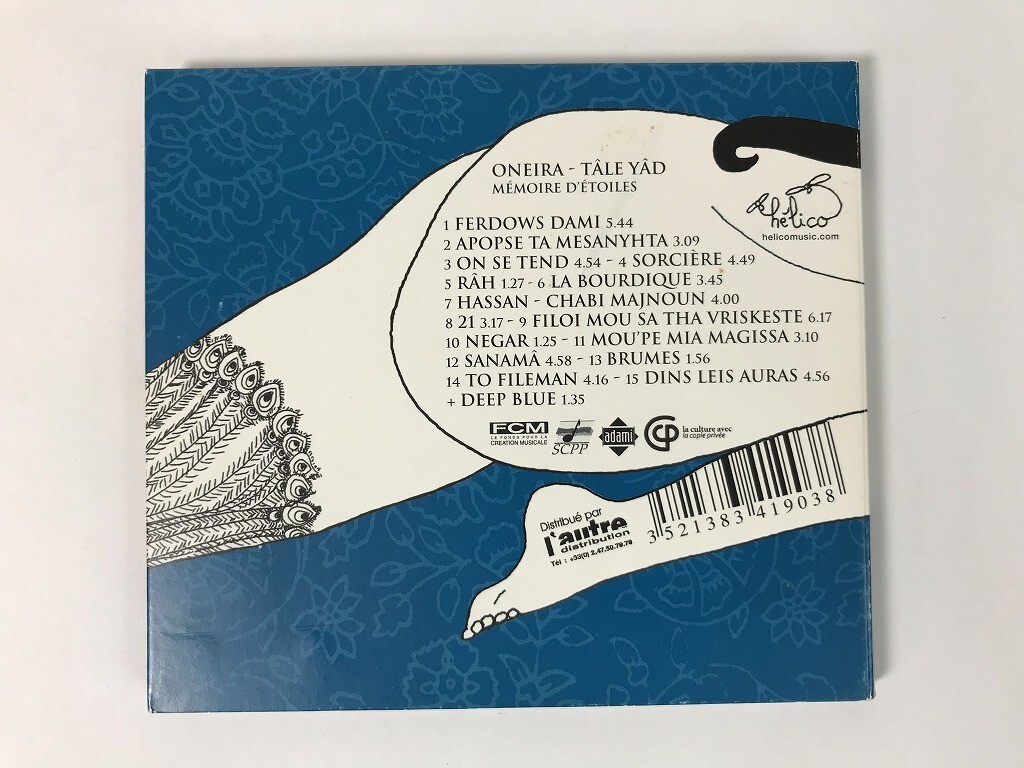 ONEIRA - TÂLE YÂD
MÉMOIRE D'ÉTOILES
1 FERDOWS DAMI 5.44
2 APOPSE TA MESANYHTA 3.09
3 ON SE TEND 4.54 - 4 SORCIÈRE 4.49
5 RÂH 1.27 - 6 LA BOURDIQUE 3.45
7 HASSAN - CHABI MAJNOUN 4.00
8 21 3.17 - 9 FILOI MOU SA THA VRISKESTE 6.17
10 NEGAR 1.25 - 11 MOU'PE MIA MAGISSA 3.10
12 SANAMÂ 4.58 - 13 BRUMES 1.56
14 TO FILEMAN 4.16 - 15 DINS LEIS AURAS 4.56
+ DEEP BLUE 1.35
hélico
helicomusic.com
FCM
LE FONDS POUR LA
CREATION MUSICALE
SCPP
adami
CP
la culture avec
la copie privée
Distribué par
l'autre
distribution
Tél : +33(0) 2.47.50.79.79
3 521383 419038